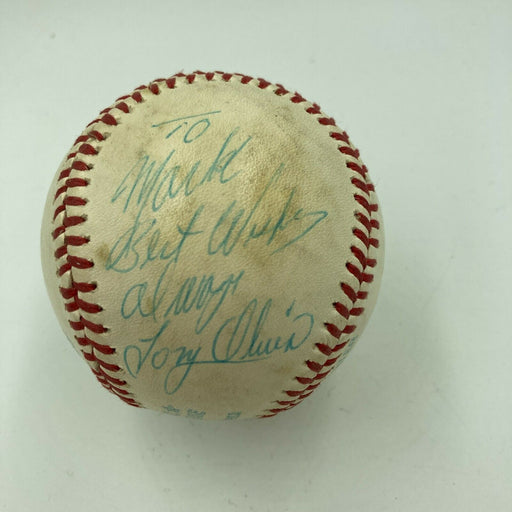 To
Mark
Best Wishes
always
Tony Oliva